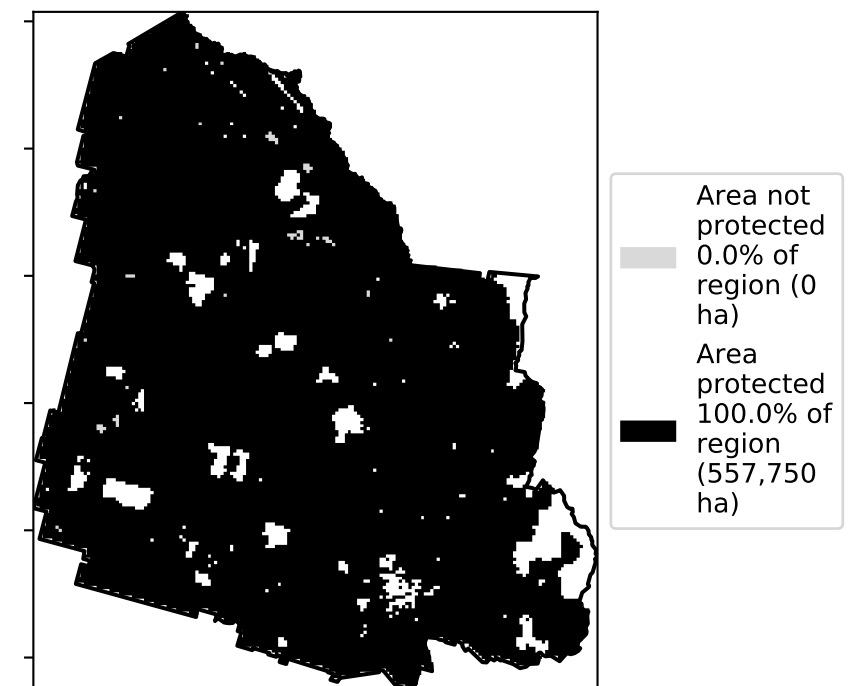 Area not
protected
0.0% of
region (0
ha)
Area
protected
100.0% of
region
(557,750
ha)